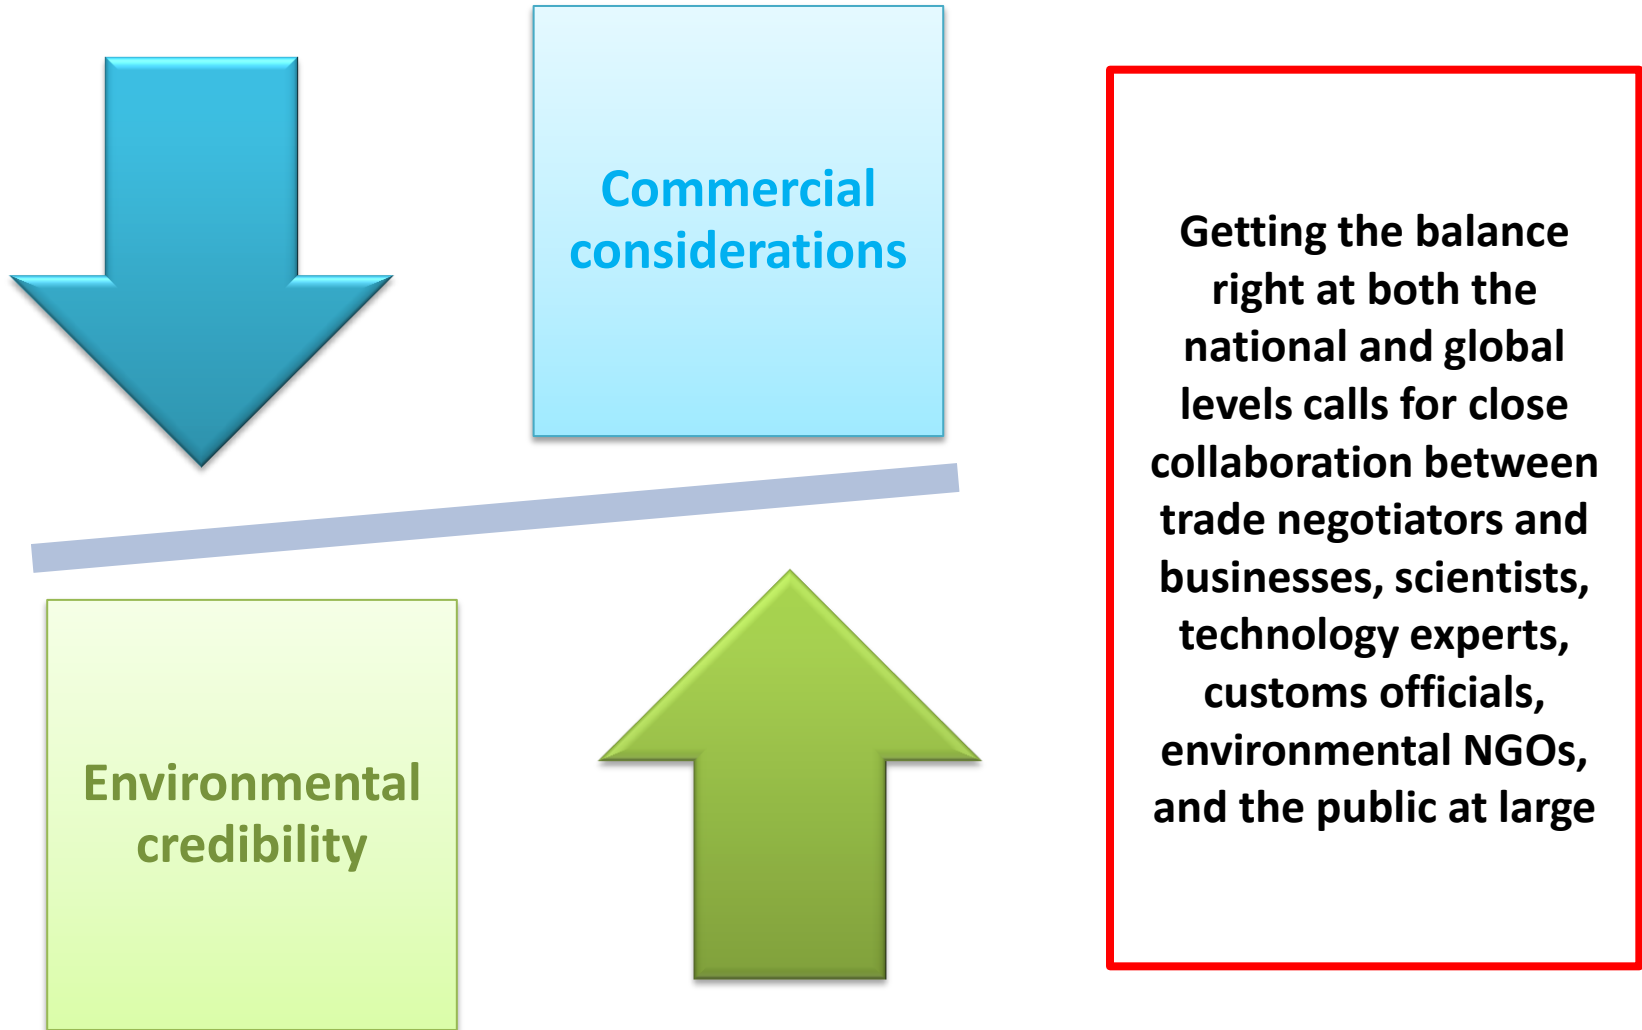 Commercial
considerations
Environmental
credibility
Getting the balance
right at both the
national and global
levels calls for close
collaboration between
trade negotiators and
businesses, scientists,
technology experts,
customs officials,
environmental NGOs,
and the public at large